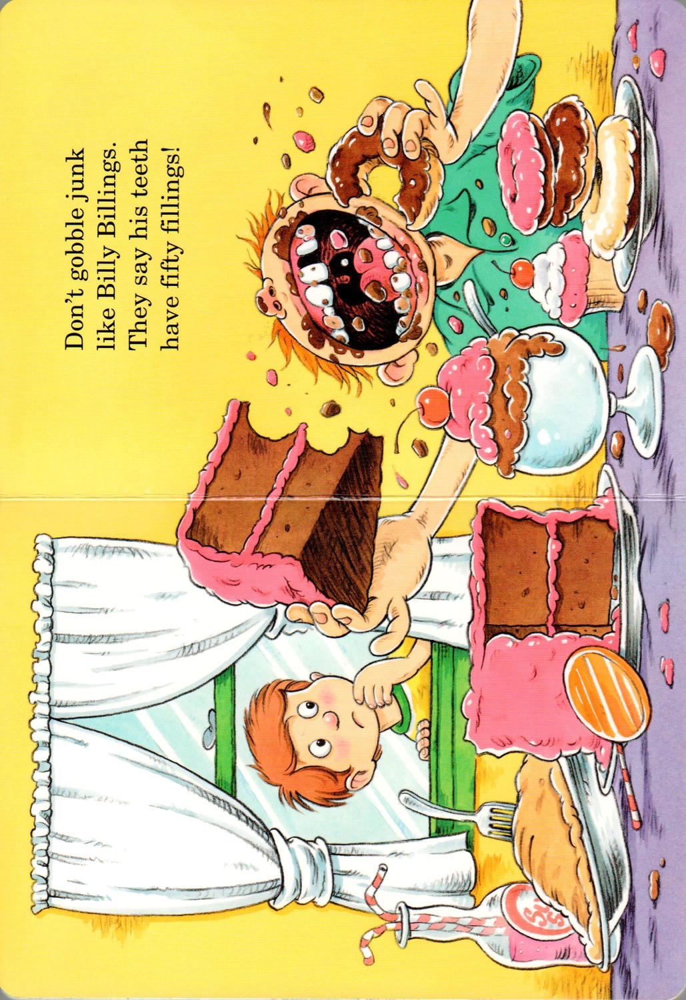 Don't gobble junk
like Billy Billings.
They say his teeth
have fifty fillings!